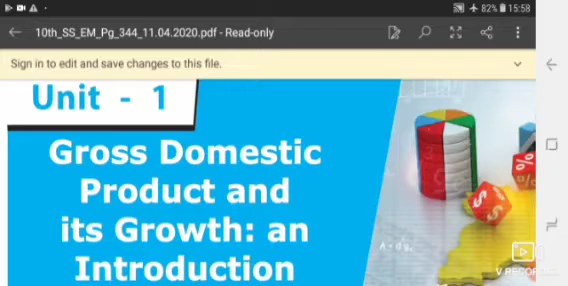 82% 15:58
10th_SS_EM_Pg_344_11.04.2020.pdf - Read-only
Sign in to edit and save changes to this file.
Unit - 1
Gross Domestic
Product and
its Growth: an
Introduction
%
%
$
V RECOR